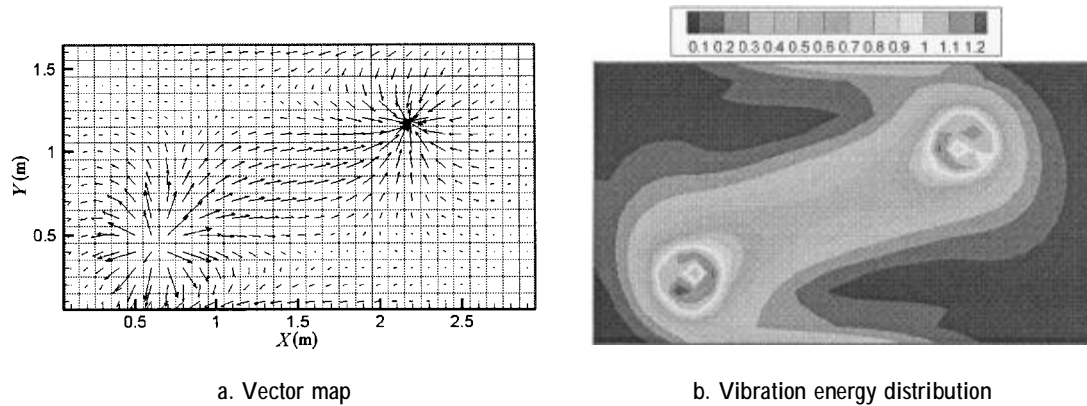 0.1 0.2 0.3 0.4 0.5 0.6 0.7 0.8 0.9 1 1.1 1.2
1.5
1
0.5
Y(m)
0.5 1 1.5 2 2.5
X(m)
a. Vector map
b. Vibration energy distribution